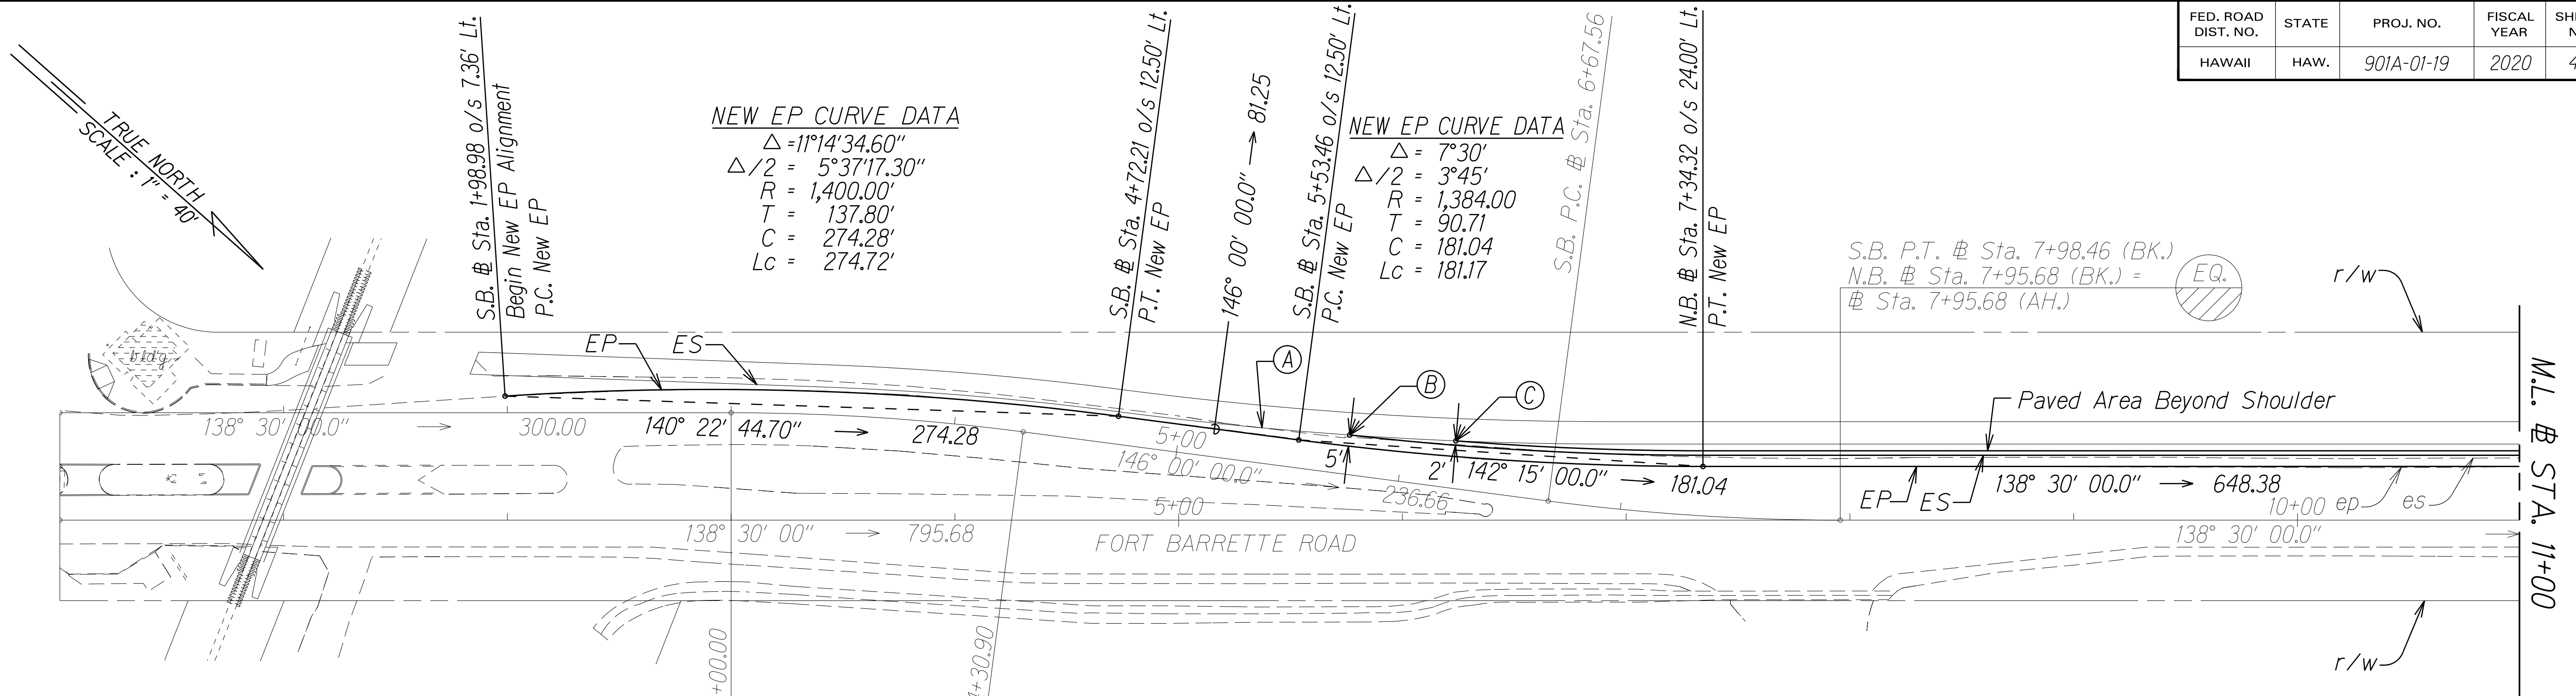 FED. ROAD DIST. NO.
STATE
PROJ. NO.
FISCAL YEAR
HAWAII
HAW.
901A-01-19
2020
4
TRUE NORTH
SCALE : 1" = 40'
S.B. ⅊ Sta. 1+98.98 o/s 7.36' Lt.
Begin New EP Alignment
P.C. New EP
NEW EP CURVE DATA
△ =11°14'34.60"
△/2 = 5°37'17.30"
R = 1,400.00'
T = 137.80'
C = 274.28'
Lc = 274.72'
S.B. ⅊ Sta. 4+72.21 o/s 12.50' Lt.
P.T. New EP
146° 00' 00.0" → 81.25
S.B. ⅊ Sta. 5+53.46 o/s 12.50' Lt.
P.C. New EP
NEW EP CURVE DATA
△ = 7°30'
△/2 = 3°45'
R = 1,384.00
T = 90.71
C = 181.04
Lc = 181.17
S.B. P.C. ⅊ Sta. 6+67.56
N.B. ⅊ Sta. 7+34.32 o/s 24.00' Lt.
P.T. New EP
S.B. P.T. ⅊ Sta. 7+98.46 (BK.)
N.B. ⅊ Sta. 7+95.68 (BK.) =
⅊ Sta. 7+95.68 (AH.)
EQ.
r/w
bldg
EP
ES
A
B
C
Paved Area Beyond Shoulder
138° 30' 00.0" → 300.00
140° 22' 44.70" → 274.28
5+00
146° 00' 00.0" → 236.66
5'
2'
142° 15' 00.0" → 181.04
EP
ES
138° 30' 00.0" → 648.38
10+00
ep
es
5+00
138° 30' 00" → 795.68
FORT BARRETTE ROAD
138° 30' 00.0" →
M.L. ⅊ STA. 11+00
+00.00
+30.90
r/w